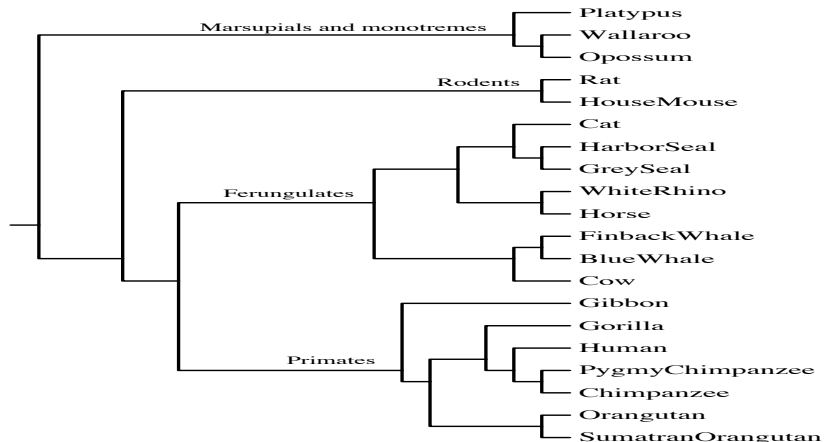 Platypus
Marsupials and monotremes
Wallaroo
Opossum
Rat
Rodents
HouseMouse
Cat
HarborSeal
GreySeal
WhiteRhino
Ferungulates
Horse
FinbackWhale
BlueWhale
Cow
Gibbon
Gorilla
Human
Primates
PygmyChimpanzee
Chimpanzee
Orangutan
SumatranOrangutan